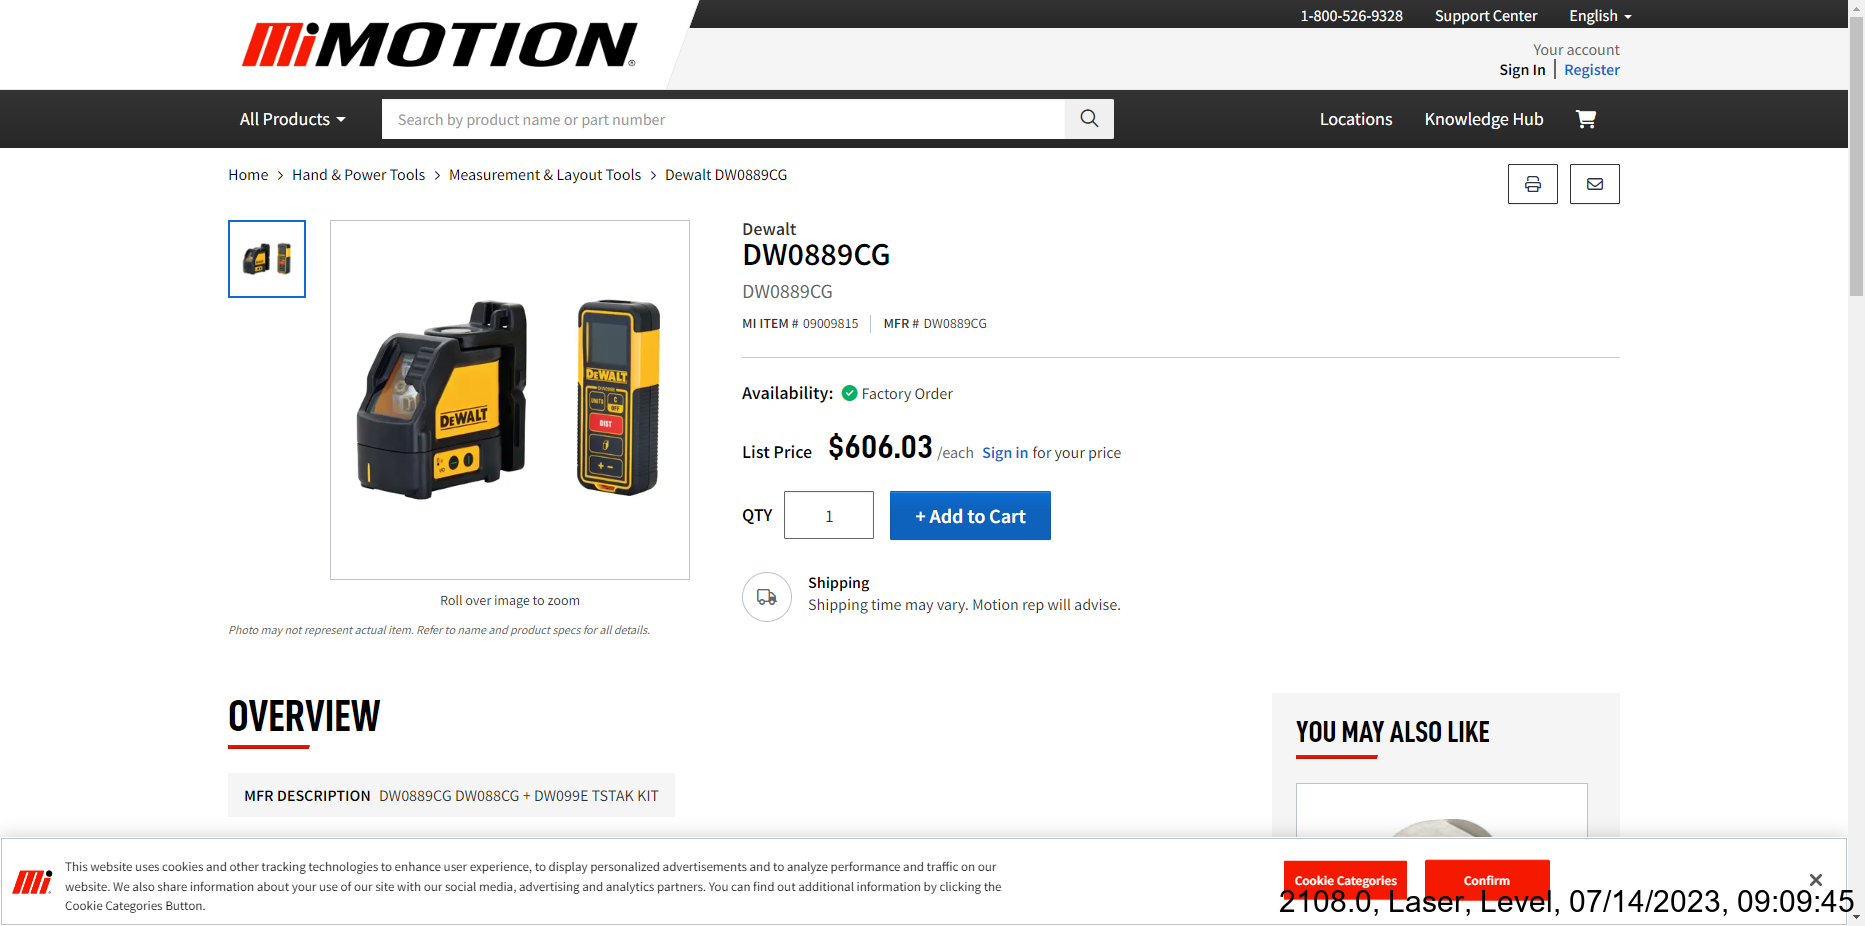 MiMOTION®
1-800-526-9328 Support Center English
Your account
Sign In | Register
All Products
Search by product name or part number
Locations Knowledge Hub
Home > Hand & Power Tools > Measurement & Layout Tools > Dewalt DW0889CG
Dewalt
DW0889CG
DW0889CG
MI ITEM # 09009815 | MFR # DW0889CG
DEWALT
DEWALT
UNITS
C
OFF
DIST
+ −
Availability: Factory Order
List Price $606.03 /each Sign in for your price
QTY 1 + Add to Cart
Roll over image to zoom
Photo may not represent actual item. Refer to name and product specs for all details.
Shipping
Shipping time may vary. Motion rep will advise.
OVERVIEW
MFR DESCRIPTION DW0889CG DW088CG + DW099E TSTAK KIT
YOU MAY ALSO LIKE
This website uses cookies and other tracking technologies to enhance user experience, to display personalized advertisements and to analyze performance and traffic on our
website. We also share information about your use of our site with our social media, advertising and analytics partners. You can find out additional information by clicking the
Cookie Categories Button.
Cookie Categories Confirm
2108.0, Laser, Level, 07/14/2023, 09:09:45